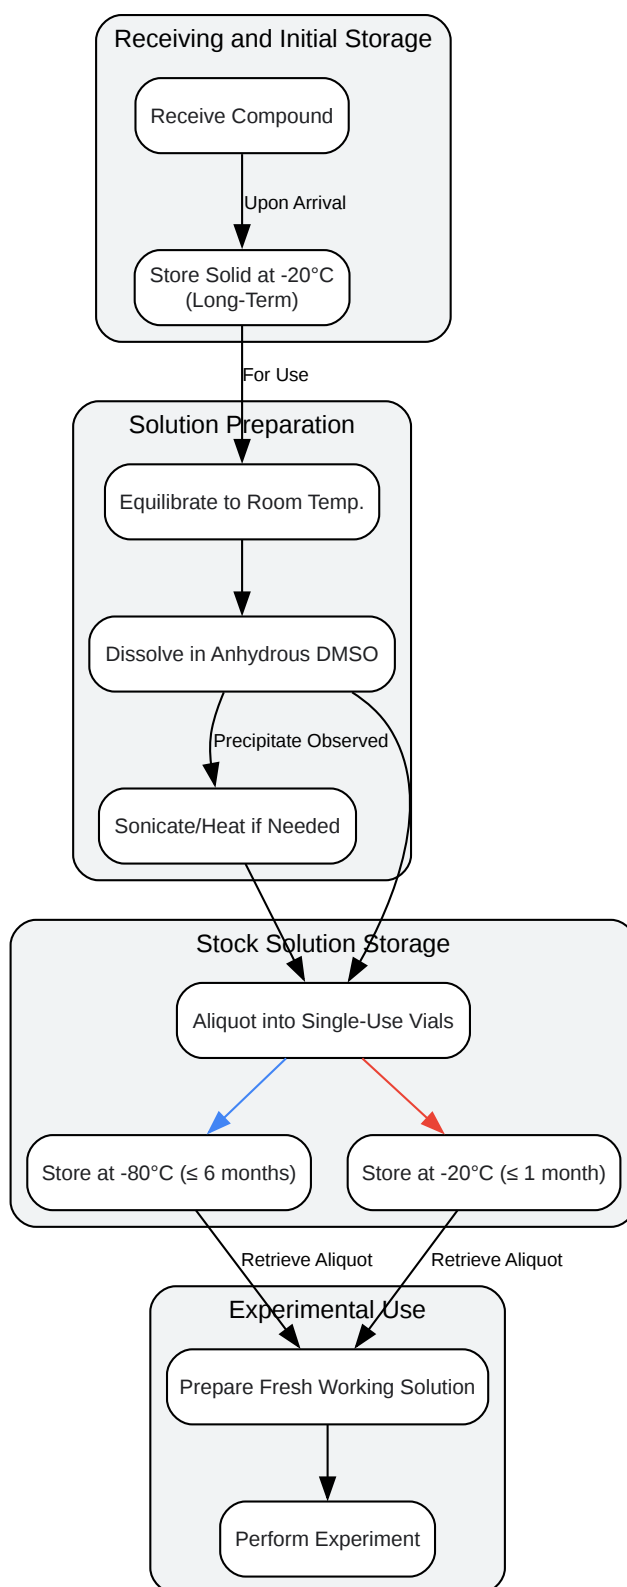 Receiving and Initial Storage
Receive Compound
Upon Arrival
Store Solid at -20°C
(Long-Term)
For Use
Solution Preparation
Equilibrate to Room Temp.
Dissolve in Anhydrous DMSO
Precipitate Observed
Sonicate/Heat if Needed
Stock Solution Storage
Aliquot into Single-Use Vials
Store at -80°C (≤ 6 months)
Store at -20°C (≤ 1 month)
Retrieve Aliquot
Retrieve Aliquot
Experimental Use
Prepare Fresh Working Solution
Perform Experiment